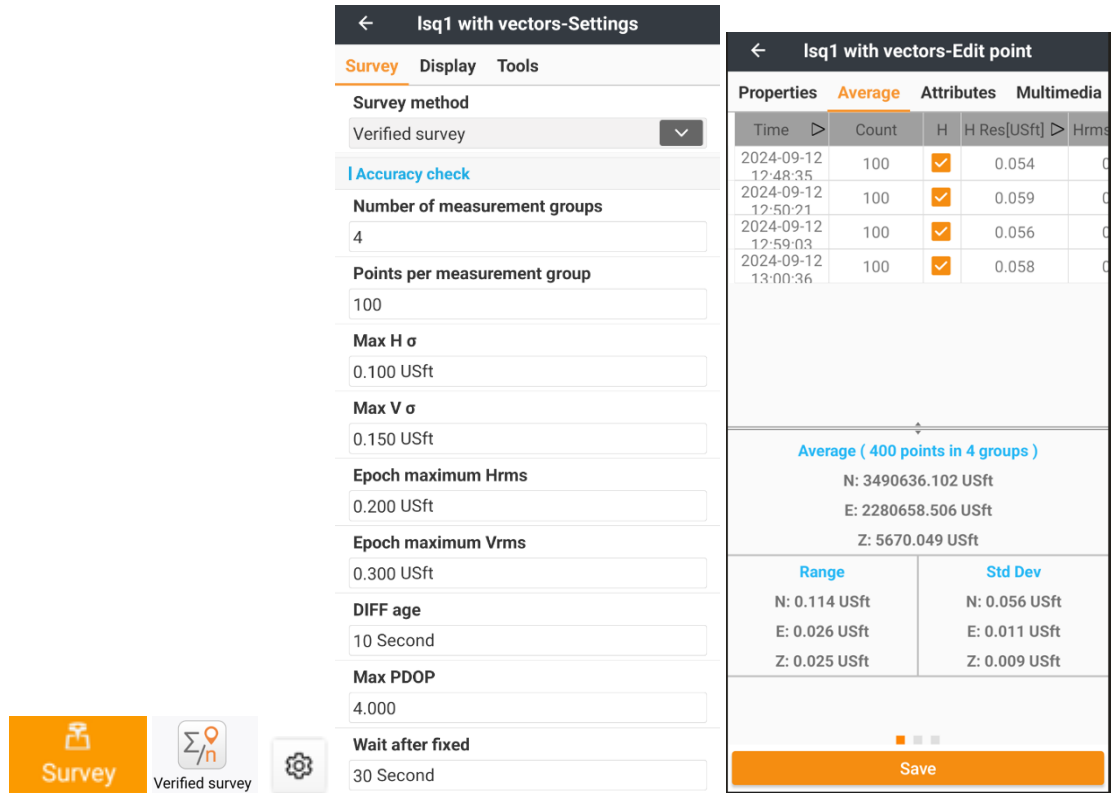 Survey
Σ/n
Verified survey
lsq1 with vectors-Settings
Survey Display Tools
Survey method
Verified survey
Accuracy check
Number of measurement groups
4
Points per measurement group
100
Max H σ
0.100 USft
Max V σ
0.150 USft
Epoch maximum Hrms
0.200 USft
Epoch maximum Vrms
0.300 USft
DIFF age
10 Second
Max PDOP
4.000
Wait after fixed
30 Second
lsq1 with vectors-Edit point
Properties Average Attributes Multimedia
Time Count H H Res[USft] Hrms
2024-09-12 12:48:35 100 0.054 0
2024-09-12 12:50:21 100 0.059 0
2024-09-12 12:59:03 100 0.056 0
2024-09-12 13:00:36 100 0.058 0
Average ( 400 points in 4 groups )
N: 3490636.102 USft
E: 2280658.506 USft
Z: 5670.049 USft
Range Std Dev
N: 0.114 USft N: 0.056 USft
E: 0.026 USft E: 0.011 USft
Z: 0.025 USft Z: 0.009 USft
Save